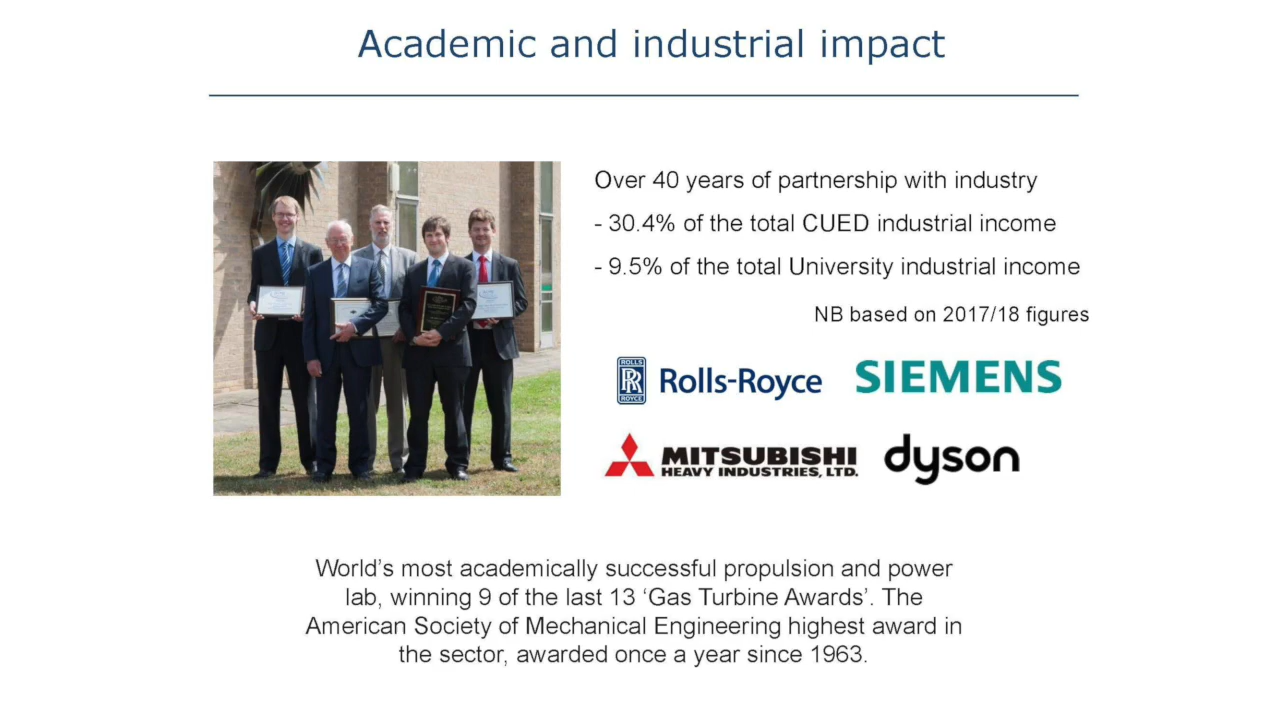 Academic and industrial impact
Over 40 years of partnership with industry
- 30.4% of the total CUED industrial income
- 9.5% of the total University industrial income
NB based on 2017/18 figures
ROLLS
RR
ROYCE
Rolls-Royce
SIEMENS
MITSUBISHI
HEAVY INDUSTRIES, LTD.
dyson
World’s most academically successful propulsion and power
lab, winning 9 of the last 13 ‘Gas Turbine Awards’. The
American Society of Mechanical Engineering highest award in
the sector, awarded once a year since 1963.